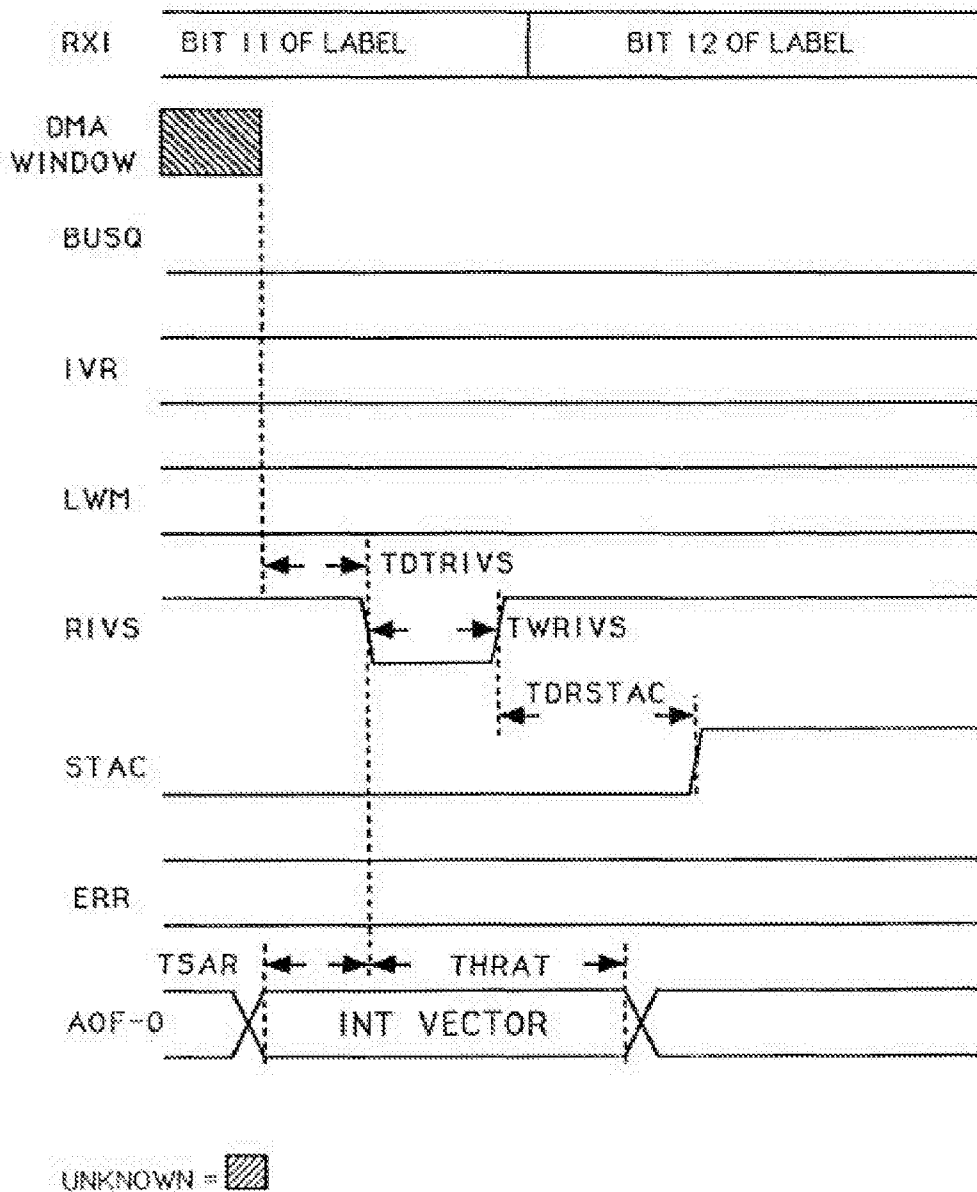 RXI BIT 11 OF LABEL BIT 12 OF LABEL
DMA
WINDOW
BUSQ
IVR
LWM
TDTRIVS
RIVS TWRIVS
TDRSTAC
STAC
ERR
TSAR THRAT
AOF-0 INT VECTOR
UNKNOWN =